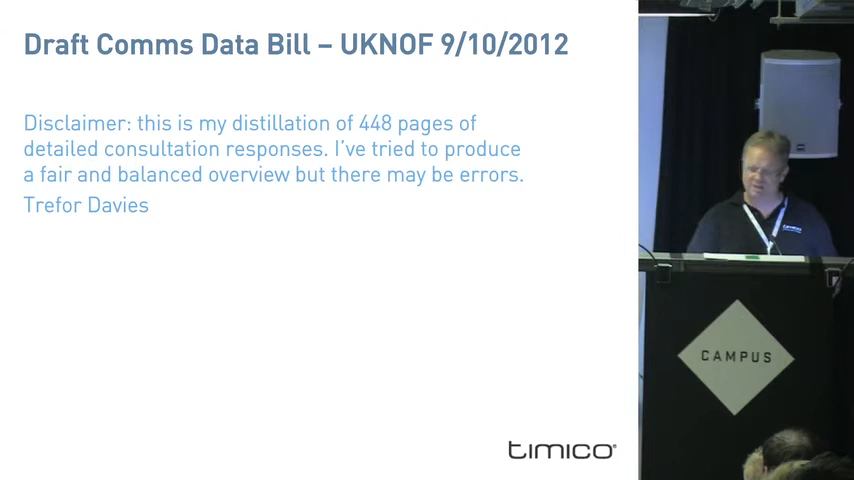 Draft Comms Data Bill – UKNOF 9/10/2012
Disclaimer: this is my distillation of 448 pages of
detailed consultation responses. I've tried to produce
a fair and balanced overview but there may be errors.
Trefor Davies
timico®
CAMPUS